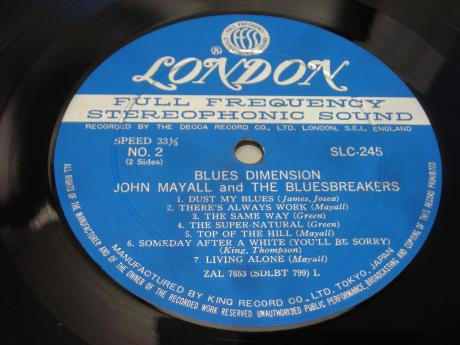 FFSS
®
LONDON
FULL FREQUENCY
STEREOPHONIC SOUND
RECORDED BY THE DECCA RECORD CO., LTD. LONDON, S.E.I., ENGLAND
SPEED 33⅓
NO. 2
(2 Sides)
SLC-245
BLUES DIMENSION
JOHN MAYALL and THE BLUESBREAKERS
1. DUST MY BLUES (James, Josea)
2. THERE'S ALWAYS WORK (Mayall)
3. THE SAME WAY (Green)
4. THE SUPER-NATURAL (Green)
5. TOP OF THE HILL (Mayall)
6. SOMEDAY AFTER A WHITE (YOU'LL BE SORRY)
(King, Thompson)
7. LIVING ALONE (Mayall)
ZAL 7653 (SDLBT 799) L
MANUFACTURED BY KING RECORD CO., LTD. TOKYO, JAPAN.
ALL RIGHTS OF THE MANUFACTURER AND OF THE OWNER OF THE RECORDED WORK RESERVED. UNAUTHORISED PUBLIC PERFORMANCE, BROADCASTING AND COPYING OF THIS RECORD PROHIBITED